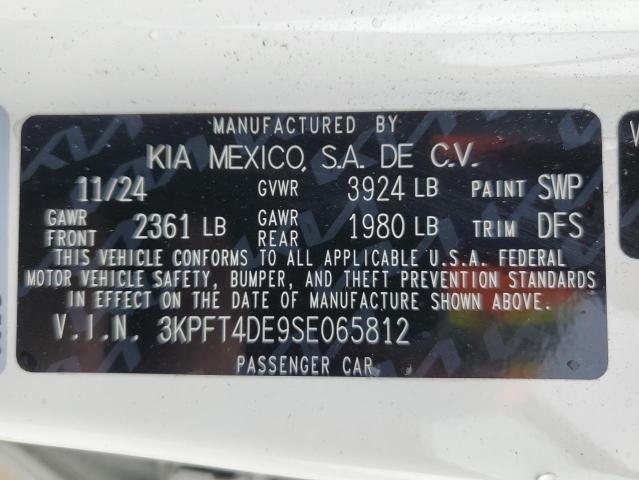 MANUFACTURED BY
KIA MEXICO, S.A. DE C.V.
11/24 GVWR 3924 LB PAINT SWP
GAWR FRONT 2361 LB GAWR REAR 1980 LB TRIM DFS
THIS VEHICLE CONFORMS TO ALL APPLICABLE U.S.A. FEDERAL
MOTOR VEHICLE SAFETY, BUMPER, AND THEFT PREVENTION STANDARDS
IN EFFECT ON THE DATE OF MANUFACTURE SHOWN ABOVE.
V.I.N. 3KPFT4DE9SE065812
PASSENGER CAR